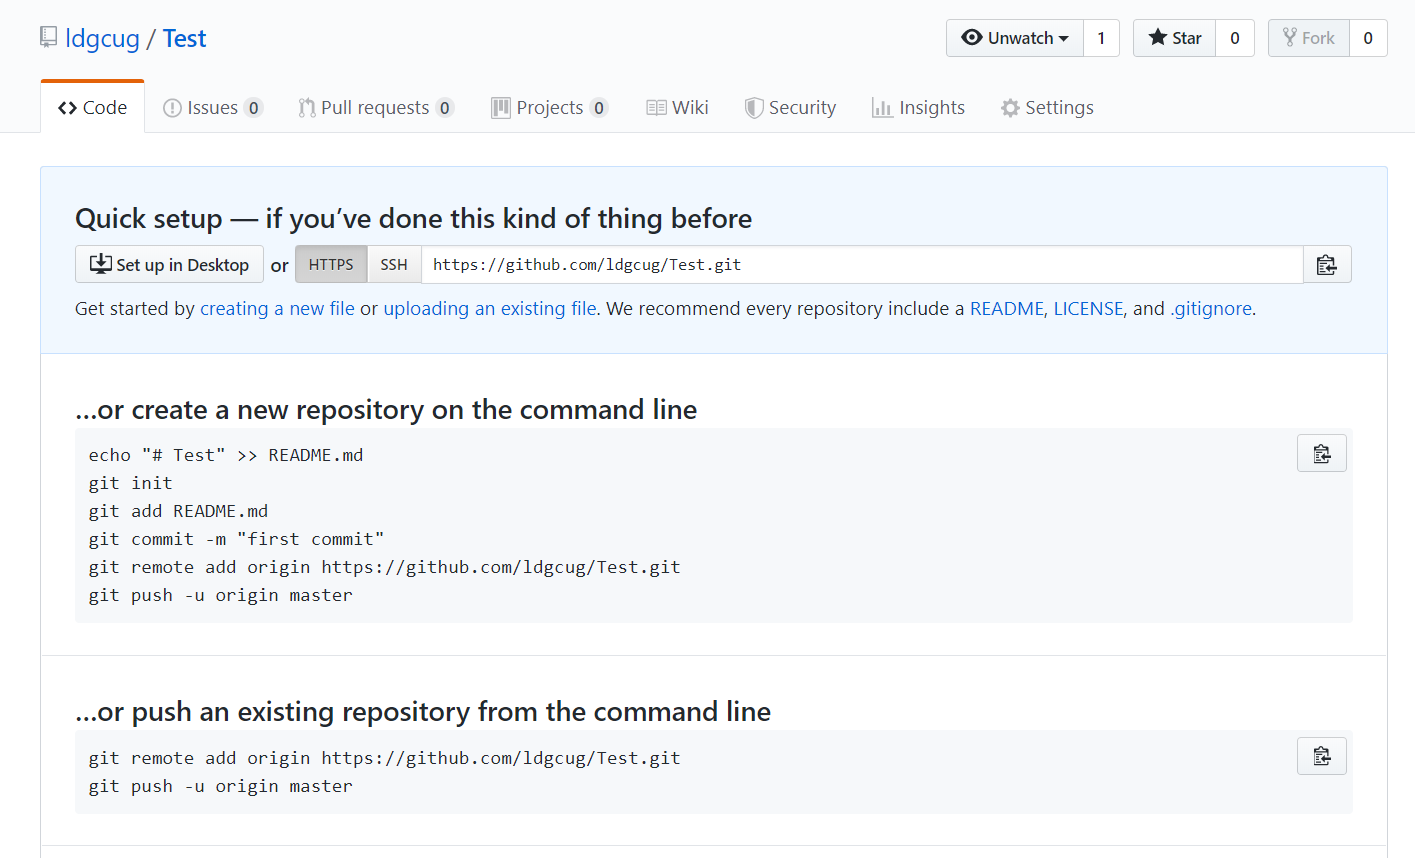 ldgcug / Test
Unwatch 1 Star 0 Fork 0
Code Issues 0 Pull requests 0 Projects 0 Wiki Security Insights Settings
Quick setup — if you’ve done this kind of thing before
Set up in Desktop or HTTPS SSH https://github.com/ldgcug/Test.git
Get started by creating a new file or uploading an existing file. We recommend every repository include a README, LICENSE, and .gitignore.
…or create a new repository on the command line
echo "# Test" >> README.md
git init
git add README.md
git commit -m "first commit"
git remote add origin https://github.com/ldgcug/Test.git
git push -u origin master
…or push an existing repository from the command line
git remote add origin https://github.com/ldgcug/Test.git
git push -u origin master